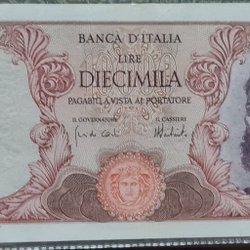 BANCA D'ITALIA
LIRE
DIECIMILA
PAGABILI A VISTA AL PORTATORE
IL GOVERNATORE IL CASSIERE